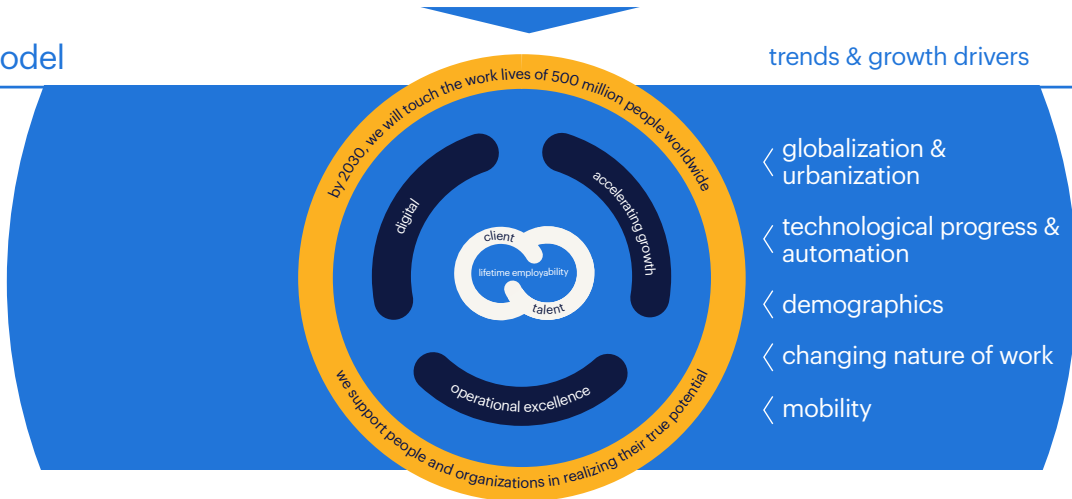 odel
trends & growth drivers
by 2030, we will touch the work lives of 500 million people worldwide
digital
accelerating growth
client
lifetime employability
talent
operational excellence
we support people and organizations in realizing their true potential
globalization &
urbanization
technological progress &
automation
demographics
changing nature of work
mobility